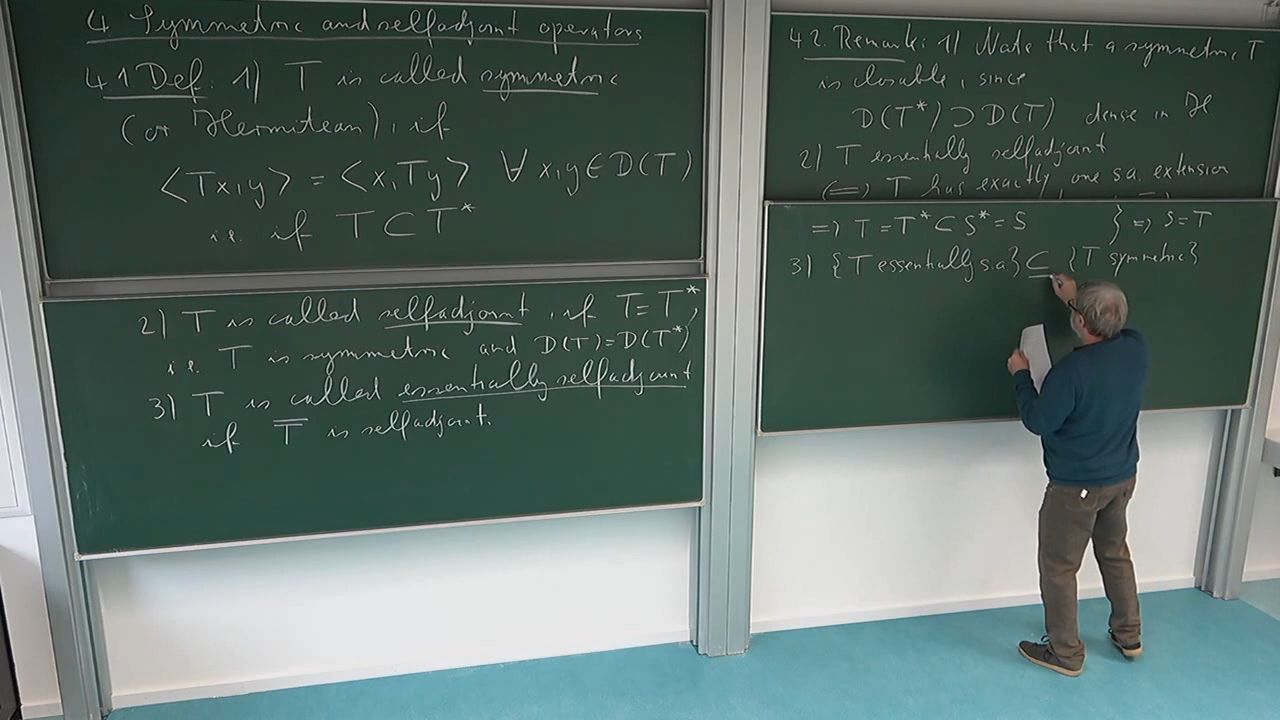 4 Symmetric and selfadjoint operators
4.1 Def: 1) T is called symmetric
(or Hermitean), if
<Tx,y> = <x,Ty> ∀ x,y ∈ D(T)
i.e. if T ⊂ T*
2) T is called selfadjoint, if T = T*,
i.e. T is symmetric and D(T) = D(T*)
3) T is called essentially selfadjoint
if T̅ is selfadjoint.
4.2. Remark: 1) Note that a symmetric T
is closable, since
D(T*) ⊃ D(T) dense in ℋ
2) T essentially selfadjoint
(⟺) T has exactly one s.a. extension
⟹ T = T* ⊂ S* = S } ⟹ S = T
3) {T essentially s.a} ⊂ {T symmetric}